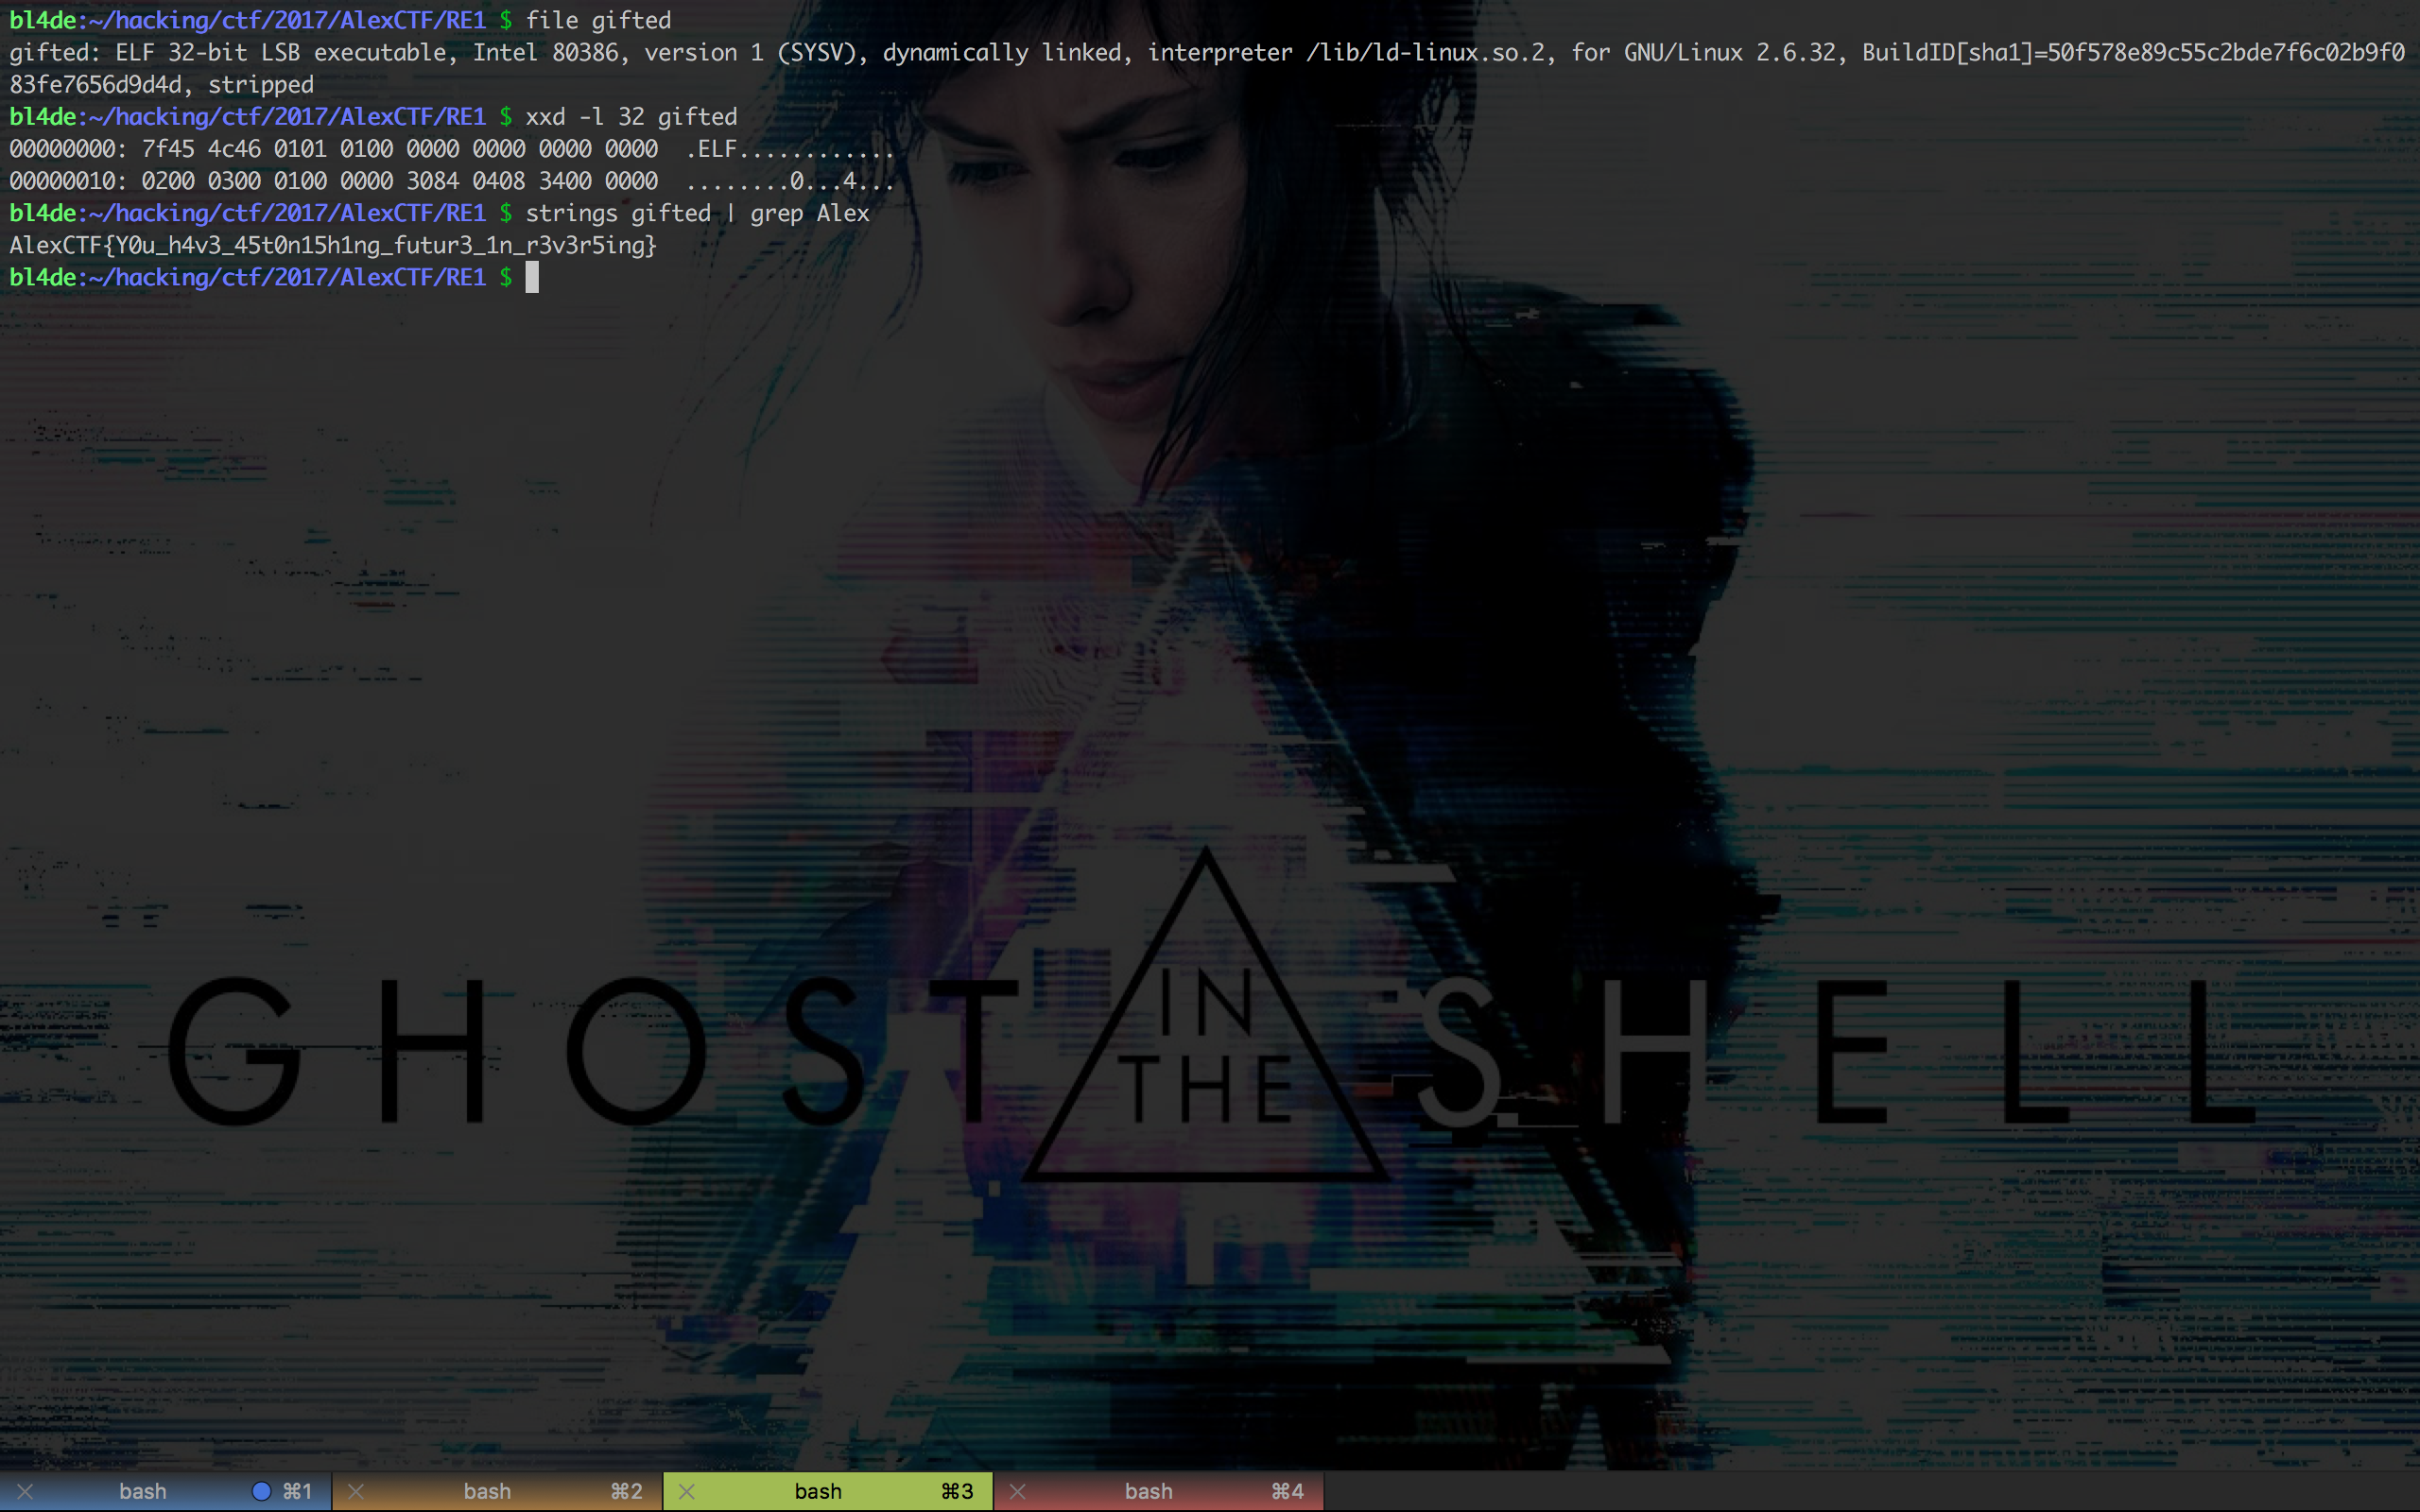 bl4de:~/hacking/ctf/2017/AlexCTF/RE1 $ file gifted
gifted: ELF 32-bit LSB executable, Intel 80386, version 1 (SYSV), dynamically linked, interpreter /lib/ld-linux.so.2, for GNU/Linux 2.6.32, BuildID[sha1]=50f578e89c55c2bde7f6c02b9f0
83fe7656d9d4d, stripped
bl4de:~/hacking/ctf/2017/AlexCTF/RE1 $ xxd -l 32 gifted
00000000: 7f45 4c46 0101 0100 0000 0000 0000 0000  .ELF............
00000010: 0200 0300 0100 0000 3084 0408 3400 0000  ........0...4...
bl4de:~/hacking/ctf/2017/AlexCTF/RE1 $ strings gifted | grep Alex
AlexCTF{Y0u_h4v3_45t0n15h1ng_futur3_1n_r3v3r5ing}
bl4de:~/hacking/ctf/2017/AlexCTF/RE1 $
GHOST IN THE SHELL
bash ⌘1 bash ⌘2 bash ⌘3 bash ⌘4